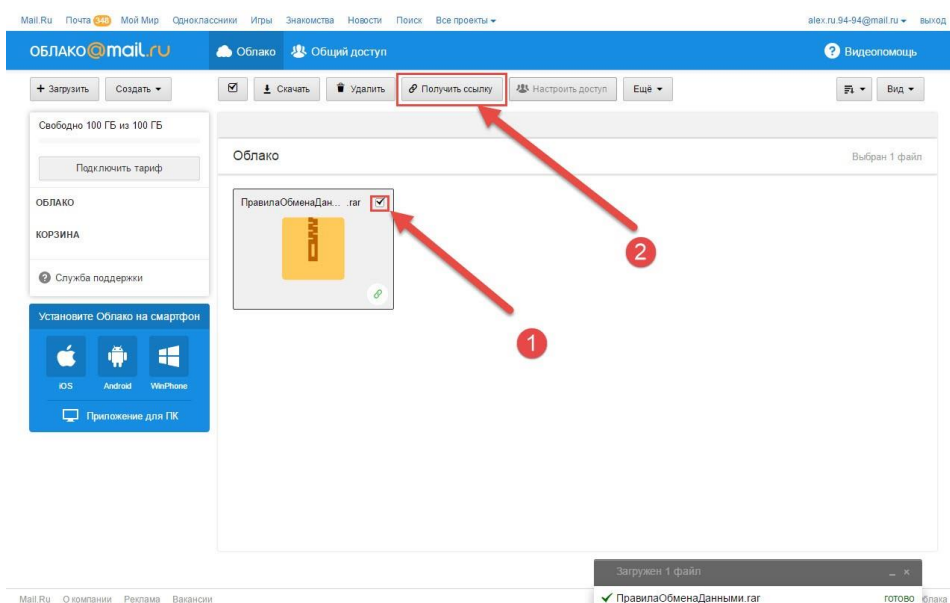 Mail.Ru Почта 348 Мой Мир Одноклассники Игры Знакомства Новости Поиск Все проекты alex.ru.94-94@mail.ru выход
ОБЛАКО@mail.ru Облако Общий доступ ? Видеопомощь
+ Загрузить Создать Скачать Удалить Получить ссылку Настроить доступ Ещё Вид
Свободно 100 ГБ из 100 ГБ
Подключить тариф
ОБЛАКО
КОРЗИНА
? Служба поддержки
Установите Облако на смартфон
iOS Android WinPhone
Приложение для ПК
Облако Выбран 1 файл
ПравилаОбменаДан... .rar
2
1
Загружен 1 файл
ПравилаОбменаДанными.rar готово
Mail.Ru О компании Реклама Вакансии блака